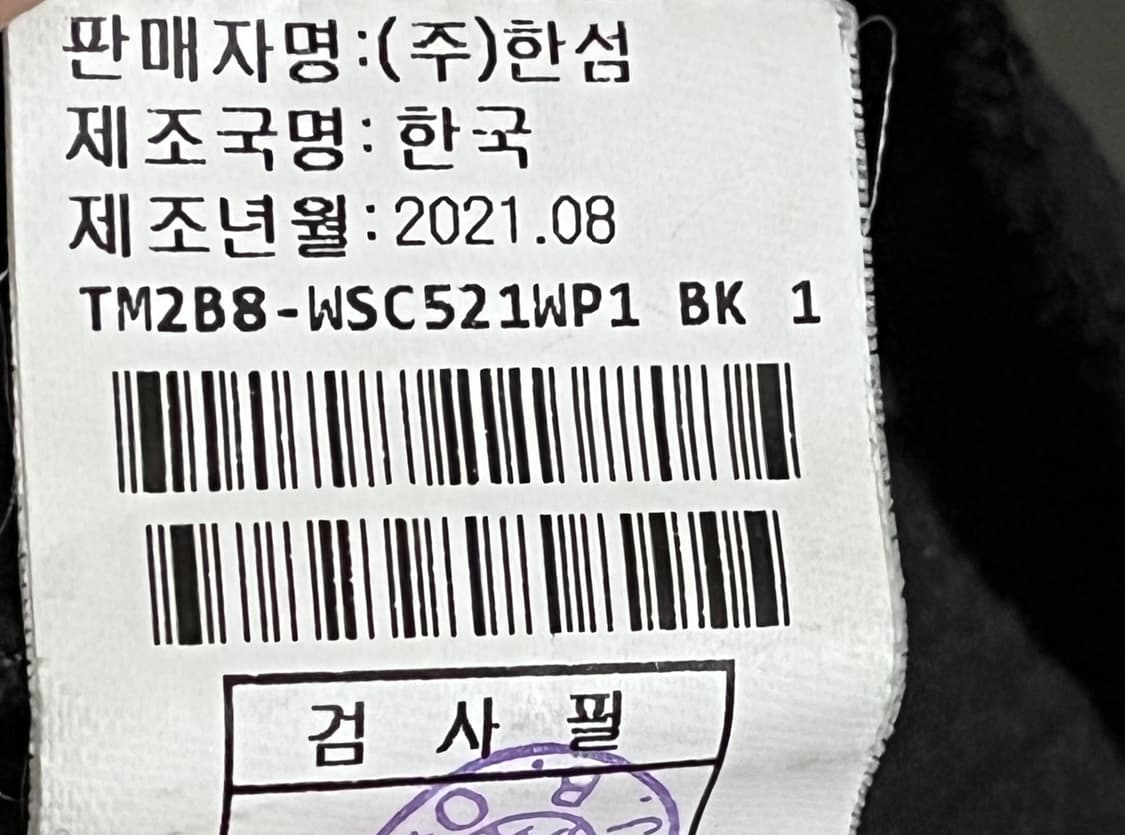 판매자명:(주)한섬
제조국명: 한국
제조년월:2021.08
TM2B8-WSC521WP1 BK 1
검 사 필